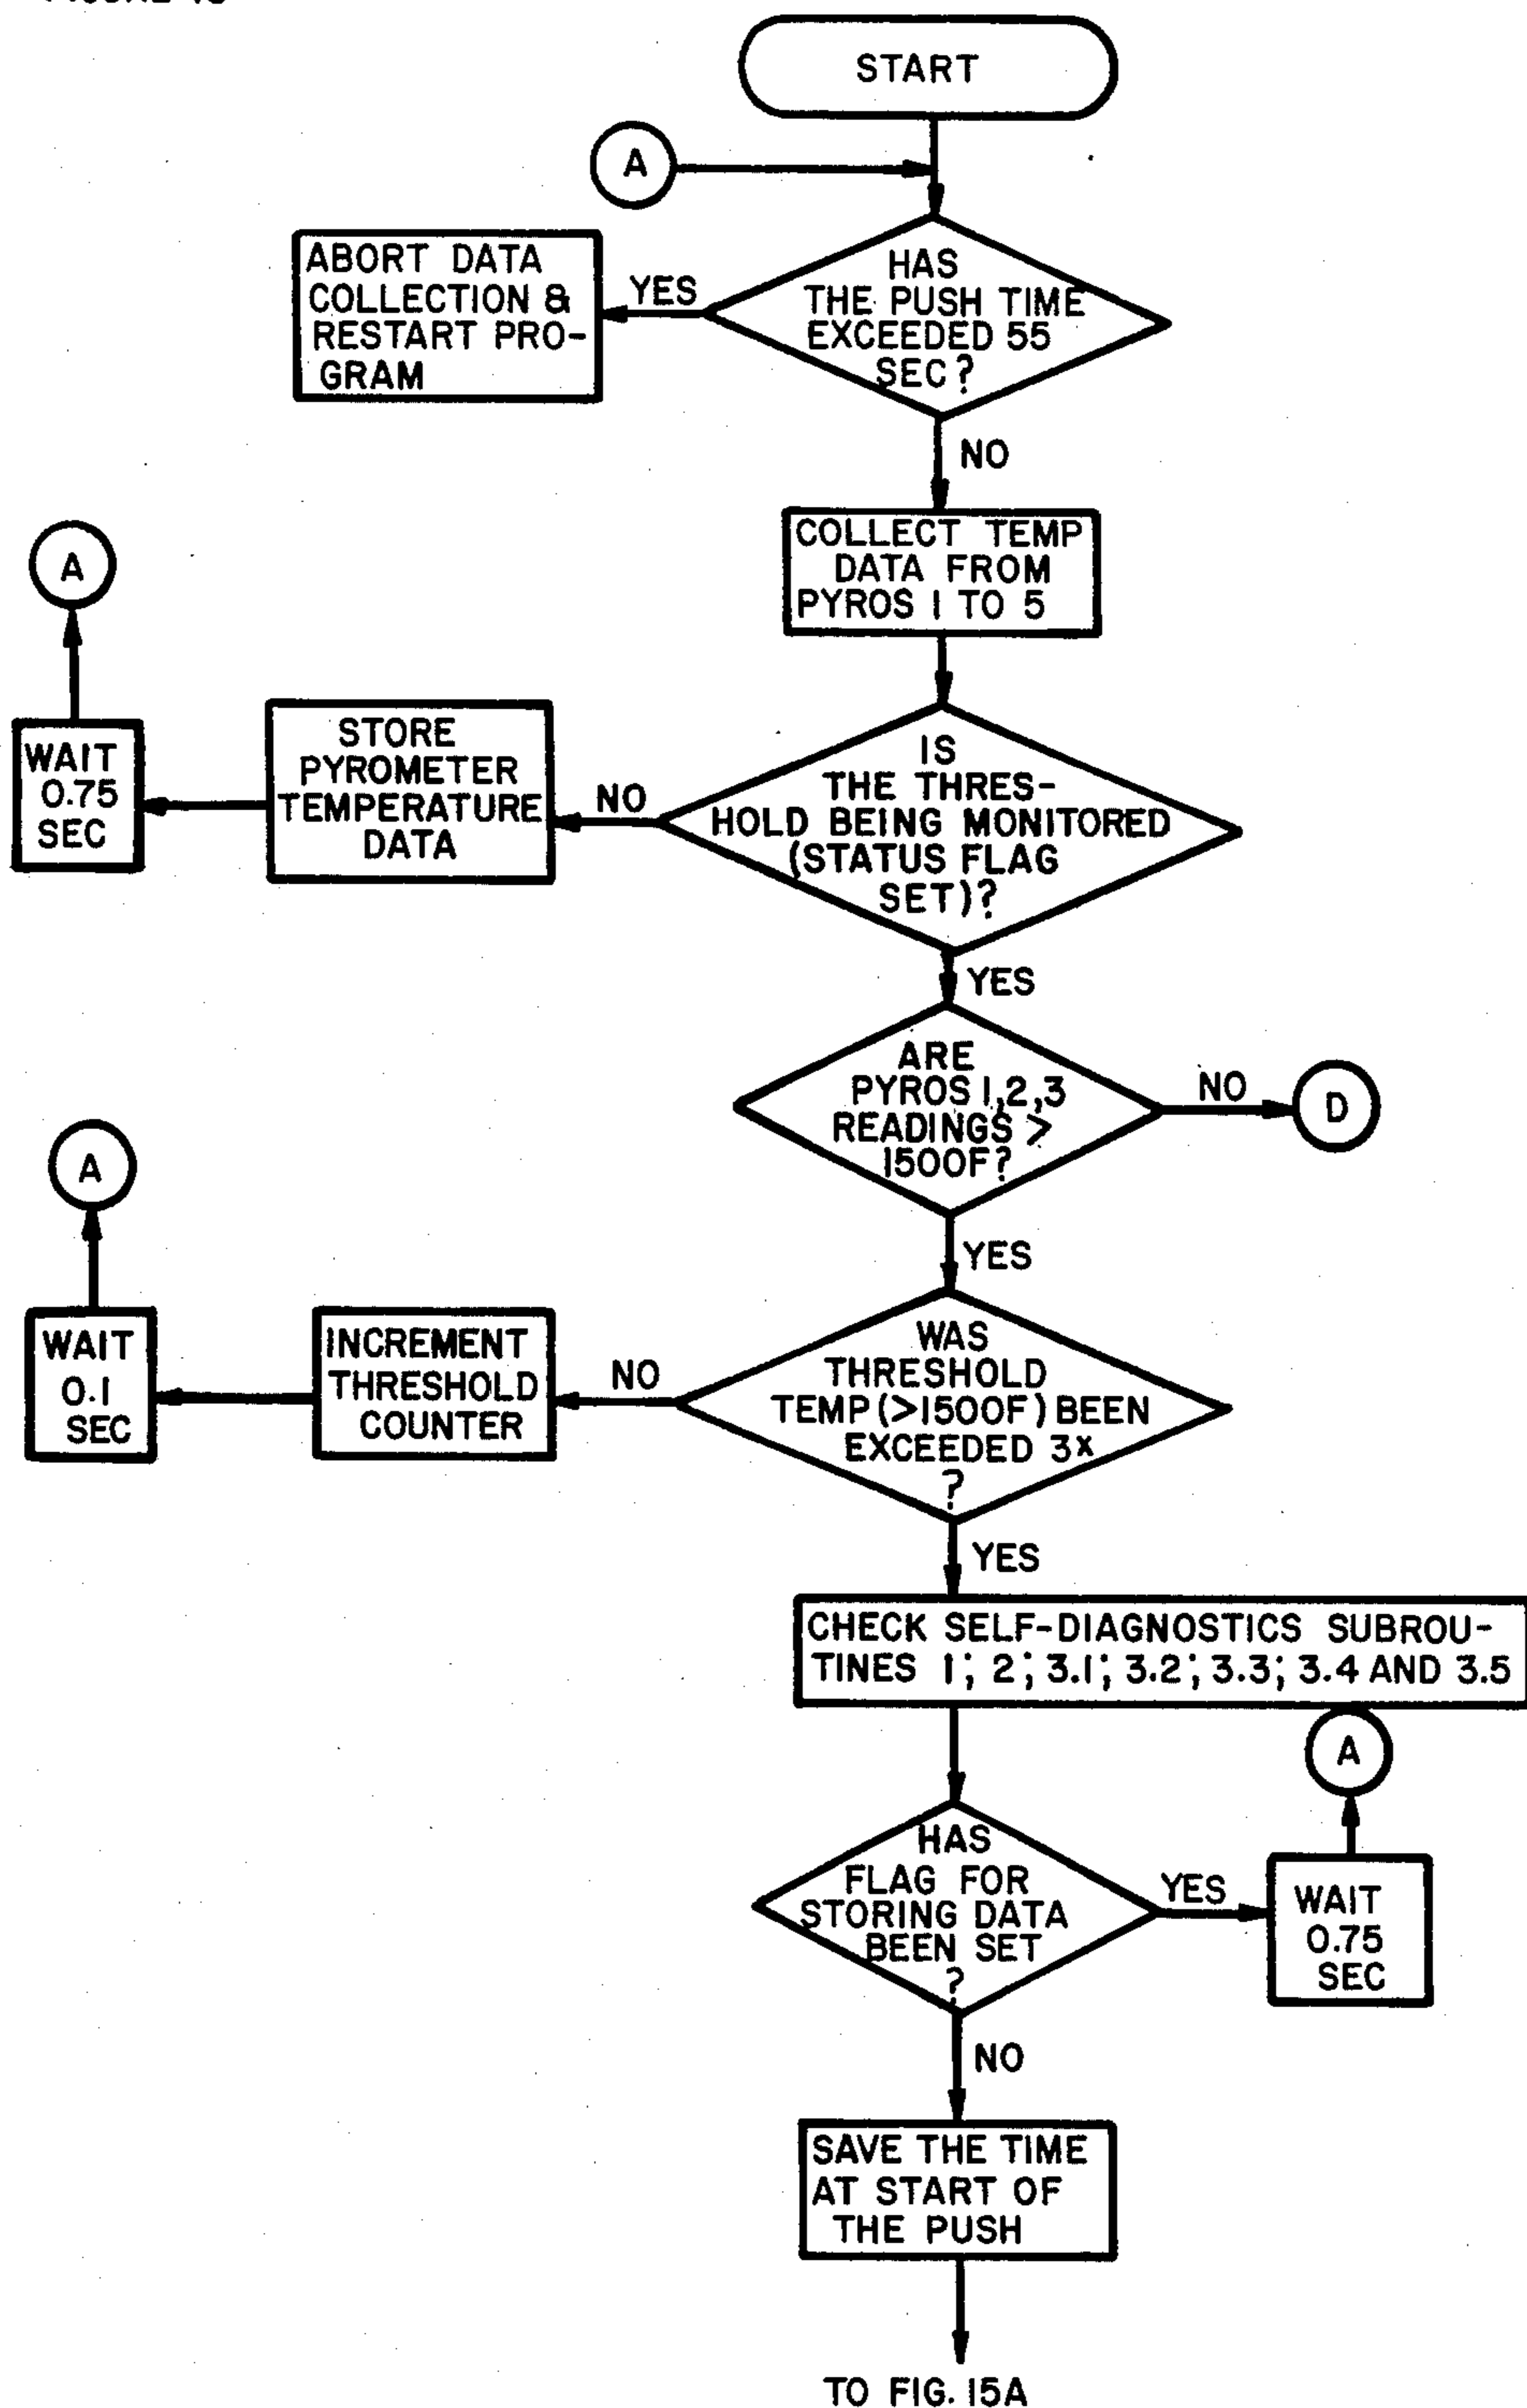 START
A
ABORT DATA
COLLECTION &
RESTART PRO-
GRAM
YES
HAS
THE PUSH TIME
EXCEEDED 55
SEC?
NO
COLLECT TEMP
DATA FROM
PYROS 1 TO 5
A
WAIT
0.75
SEC
STORE
PYROMETER
TEMPERATURE
DATA
NO
IS
THE THRES-
HOLD BEING MONITORED
(STATUS FLAG
SET)?
YES
ARE
PYROS 1,2,3
READINGS >
1500F?
NO
D
YES
A
WAIT
0.1
SEC
INCREMENT
THRESHOLD
COUNTER
NO
WAS
THRESHOLD
TEMP (>1500F) BEEN
EXCEEDED 3x
?
YES
CHECK SELF-DIAGNOSTICS SUBROU-
TINES 1; 2; 3.1; 3.2; 3.3; 3.4 AND 3.5
A
HAS
FLAG FOR
STORING DATA
BEEN SET
?
YES
WAIT
0.75
SEC
NO
SAVE THE TIME
AT START OF
THE PUSH
TO FIG. 15A